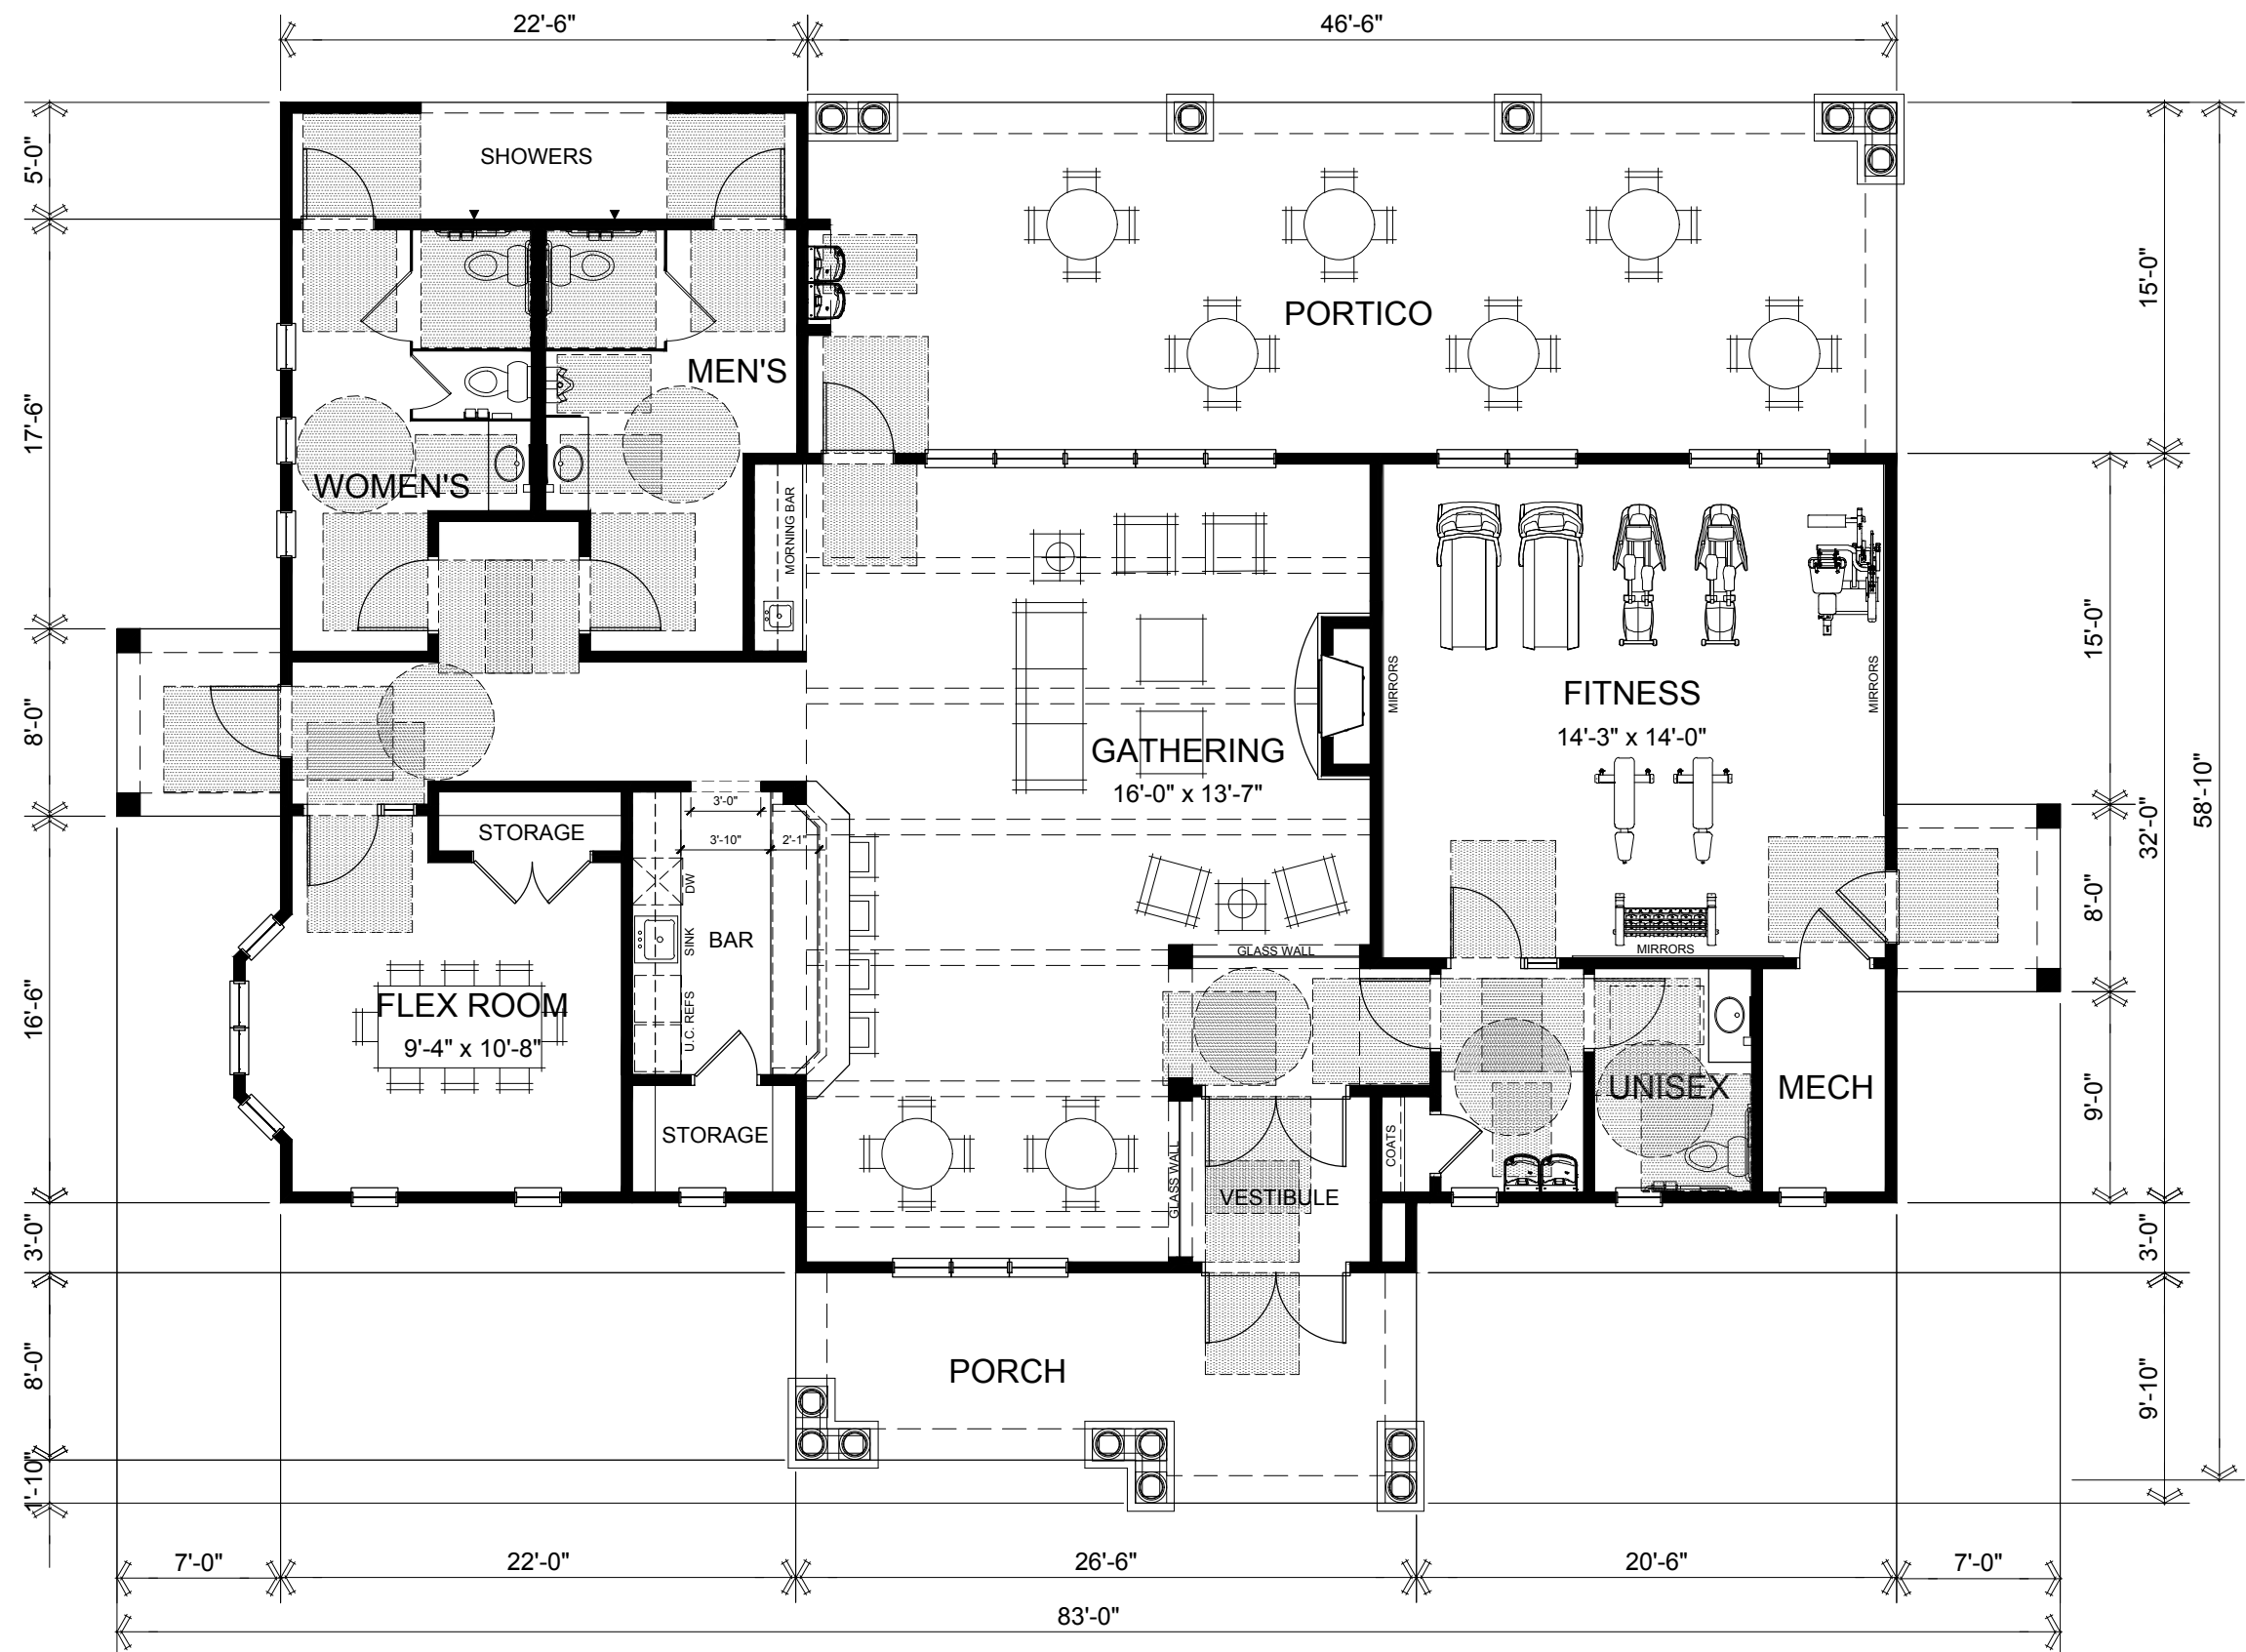 22'-6"
46'-6"
5'-0"
SHOWERS
15'-0"
PORTICO
MEN'S
17'-6"
WOMEN'S
MORNING BAR
15'-0"
MIRRORS
MIRRORS
FITNESS
14'-3" x 14'-0"
8'-0"
GATHERING
16'-0" x 13'-7"
58'-10"
32'-0"
3'-0"
STORAGE
3'-10"
2'-1"
DW
SINK
BAR
U.C. REFS
8'-0"
MIRRORS
GLASS WALL
FLEX ROOM
9'-4" x 10'-8"
16'-6"
UNISEX
MECH
9'-0"
STORAGE
COATS
GLASS WALL
VESTIBULE
3'-0"
3'-0"
PORCH
8'-0"
9'-10"
1'-10"
7'-0"
22'-0"
26'-6"
20'-6"
7'-0"
83'-0"